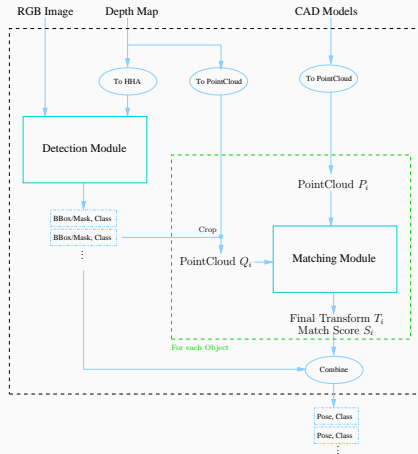 RGB Image
Depth Map
CAD Models
To HHA
To PointCloud
To PointCloud
Detection Module
PointCloud P_i
BBox/Mask, Class
BBox/Mask, Class
⋮
Crop
PointCloud Q_i
Matching Module
Final Transform T_i
Match Score S_i
For each Object
Combine
Pose, Class
Pose, Class
⋮